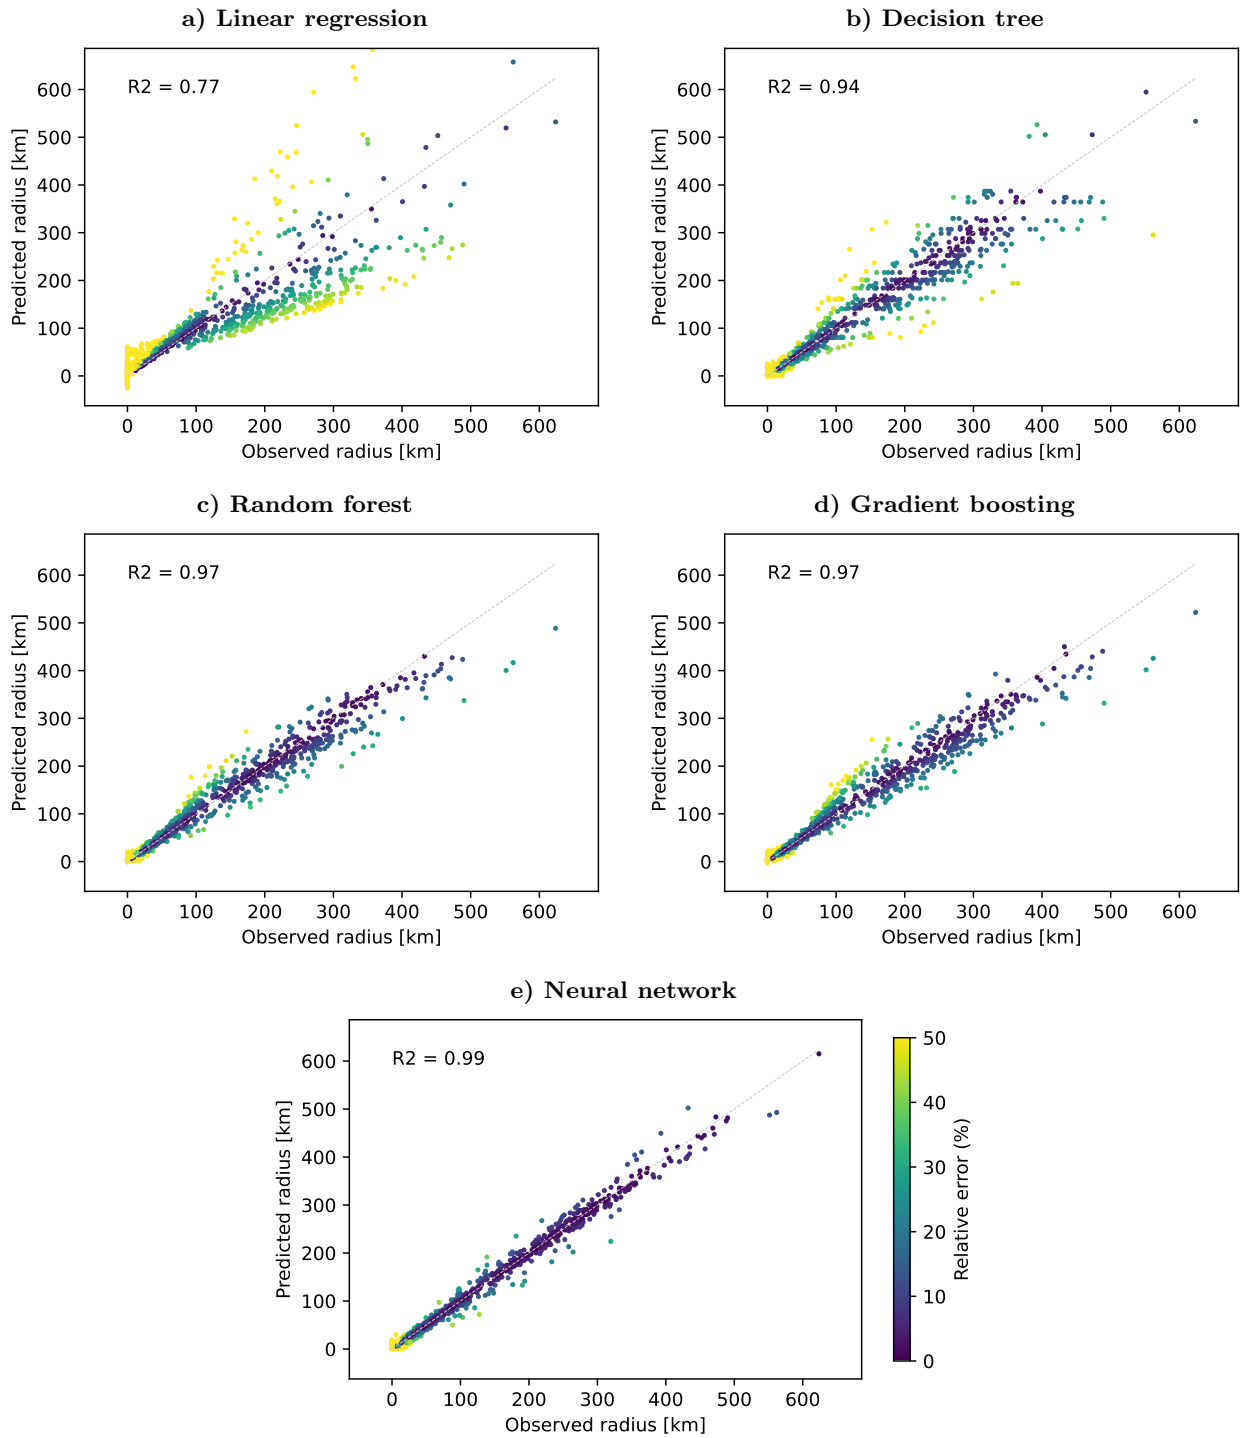 a) Linear regression
R2 = 0.77
600
500
400
300
200
100
0
Predicted radius [km]
0 100 200 300 400 500 600
Observed radius [km]
b) Decision tree
R2 = 0.94
600
500
400
300
200
100
0
Predicted radius [km]
0 100 200 300 400 500 600
Observed radius [km]
c) Random forest
R2 = 0.97
600
500
400
300
200
100
0
Predicted radius [km]
0 100 200 300 400 500 600
Observed radius [km]
d) Gradient boosting
R2 = 0.97
600
500
400
300
200
100
0
Predicted radius [km]
0 100 200 300 400 500 600
Observed radius [km]
e) Neural network
R2 = 0.99
600
500
400
300
200
100
0
Predicted radius [km]
0 100 200 300 400 500 600
Observed radius [km]
50
40
30
20
10
0
Relative error (%)